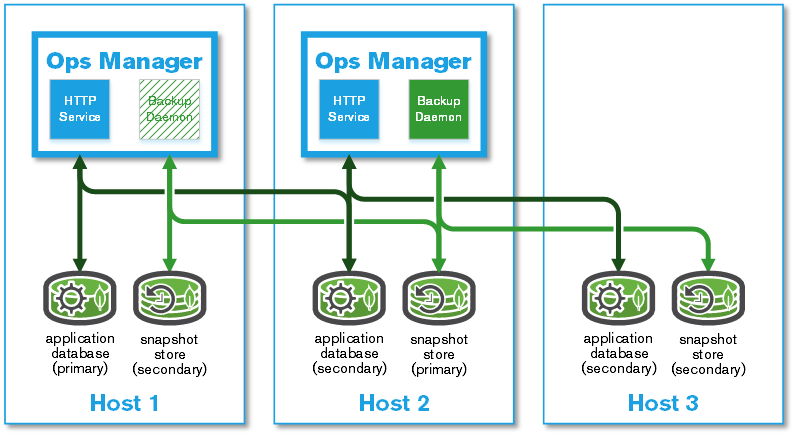 Ops Manager
HTTP
Service
Backup
Daemon
application
database
(primary)
snapshot
store
(secondary)
Host 1
Ops Manager
HTTP
Service
Backup
Daemon
application
database
(secondary)
snapshot
store
(primary)
Host 2
application
database
(secondary)
snapshot
store
(secondary)
Host 3